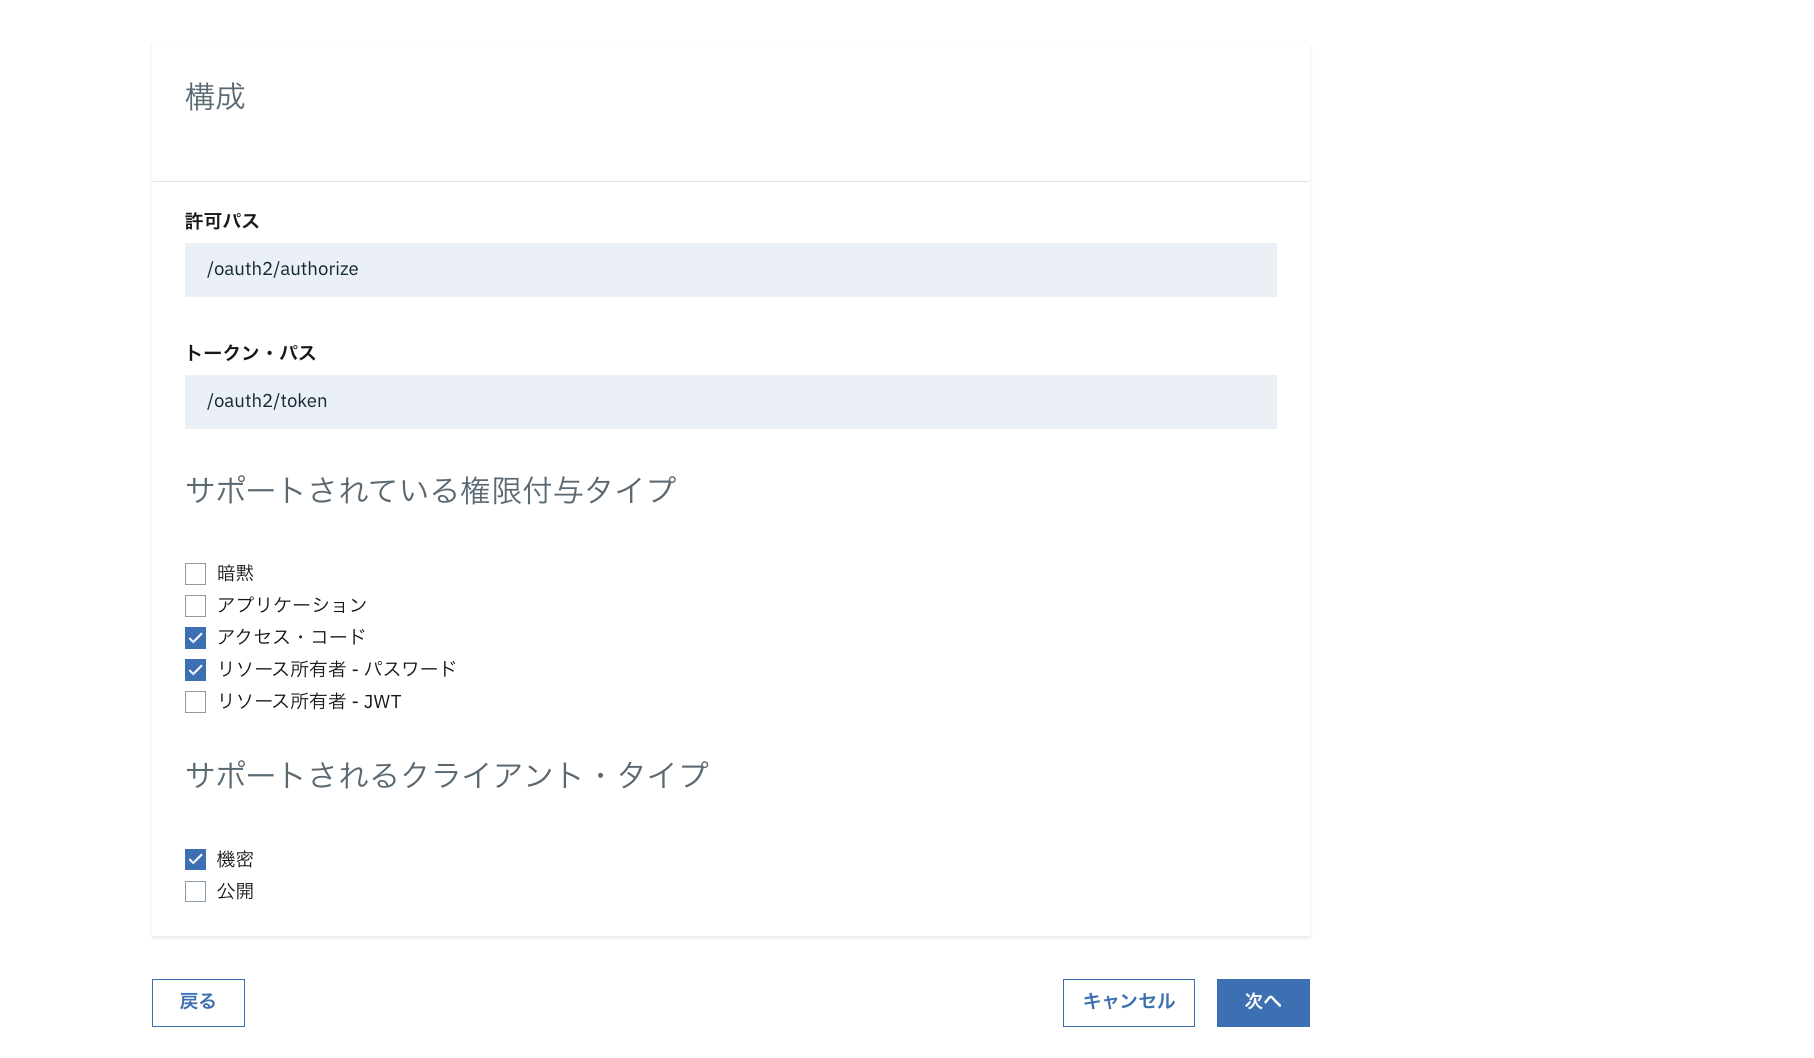 構成
許可パス
/oauth2/authorize
トークン・パス
/oauth2/token
サポートされている権限付与タイプ
暗黙
アプリケーション
アクセス・コード
リソース所有者 - パスワード
リソース所有者 - JWT
サポートされるクライアント・タイプ
機密
公開
戻る
キャンセル
次へ